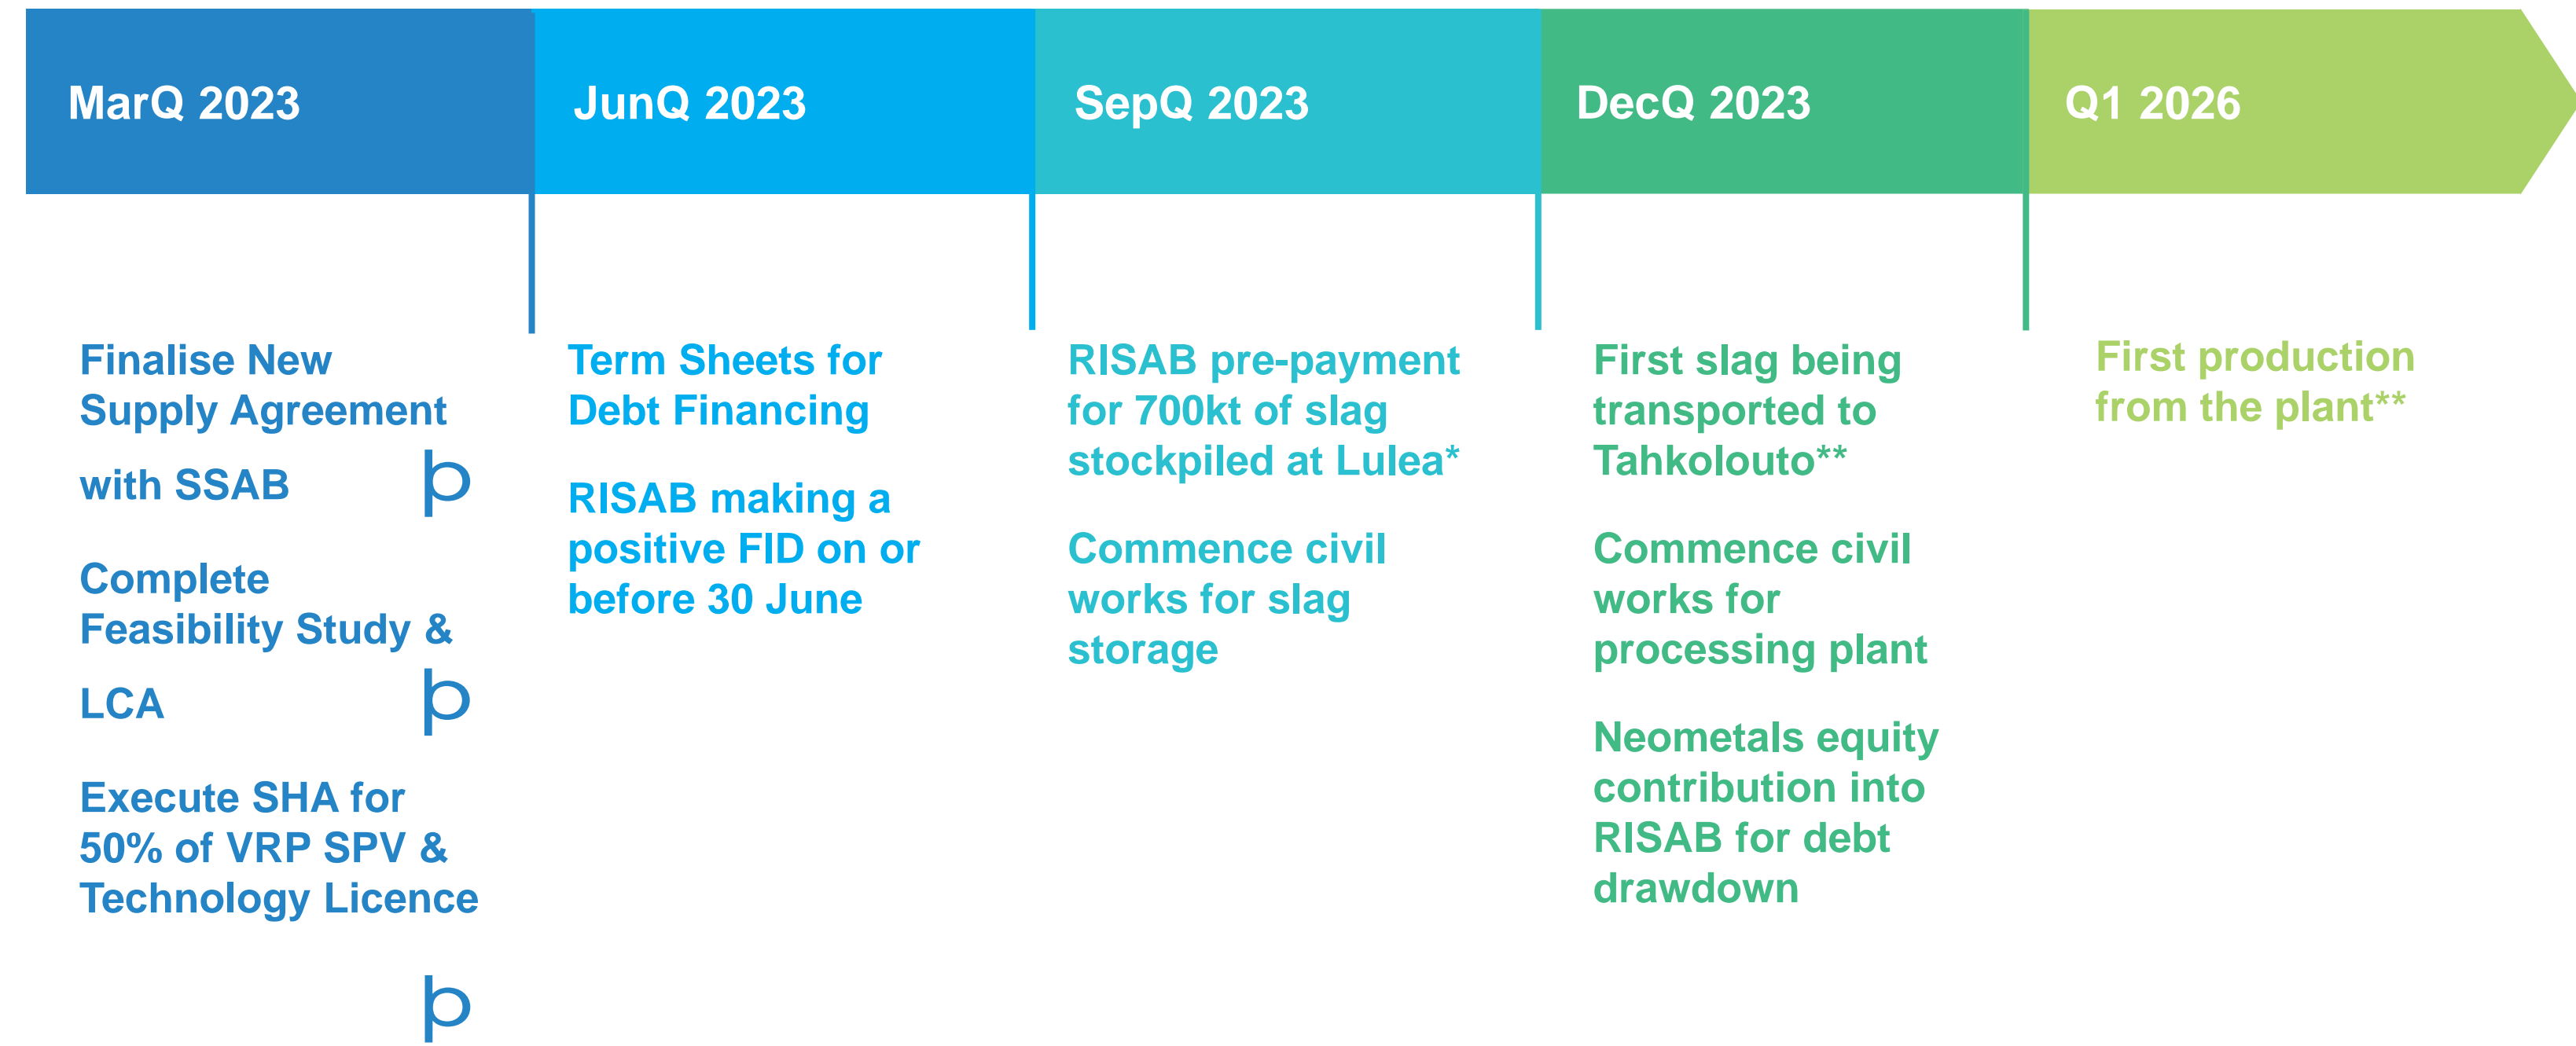 MarQ 2023
JunQ 2023
SepQ 2023
DecQ 2023
Q1 2026
Finalise New
Supply Agreement
with SSAB þ
Complete
Feasibility Study &
LCA þ
Execute SHA for
50% of VRP SPV &
Technology Licence
þ
Term Sheets for
Debt Financing
RISAB making a
positive FID on or
before 30 June
RISAB pre-payment
for 700kt of slag
stockpiled at Lulea*
Commence civil
works for slag
storage
First slag being
transported to
Tahkolouto**
Commence civil
works for
processing plant
Neometals equity
contribution into
RISAB for debt
drawdown
First production
from the plant**